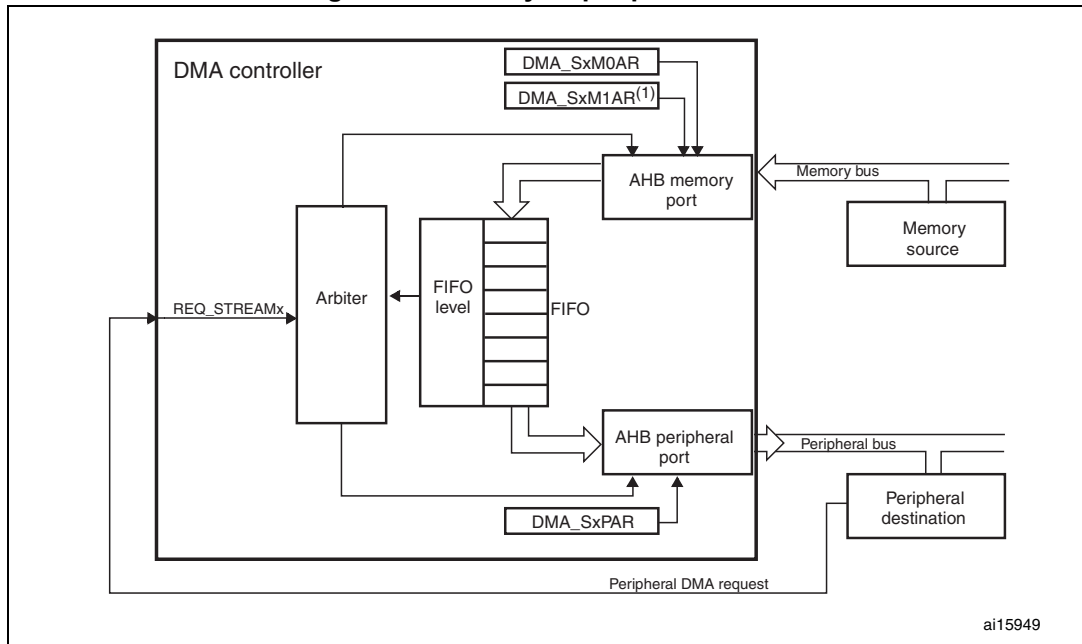 DMA controller
DMA_SxM0AR
DMA_SxM1AR(1)
AHB memory
port
Memory bus
Memory
source
Arbiter
FIFO
level
FIFO
REQ_STREAMx
AHB peripheral
port
Peripheral bus
DMA_SxPAR
Peripheral
destination
Peripheral DMA request
ai15949